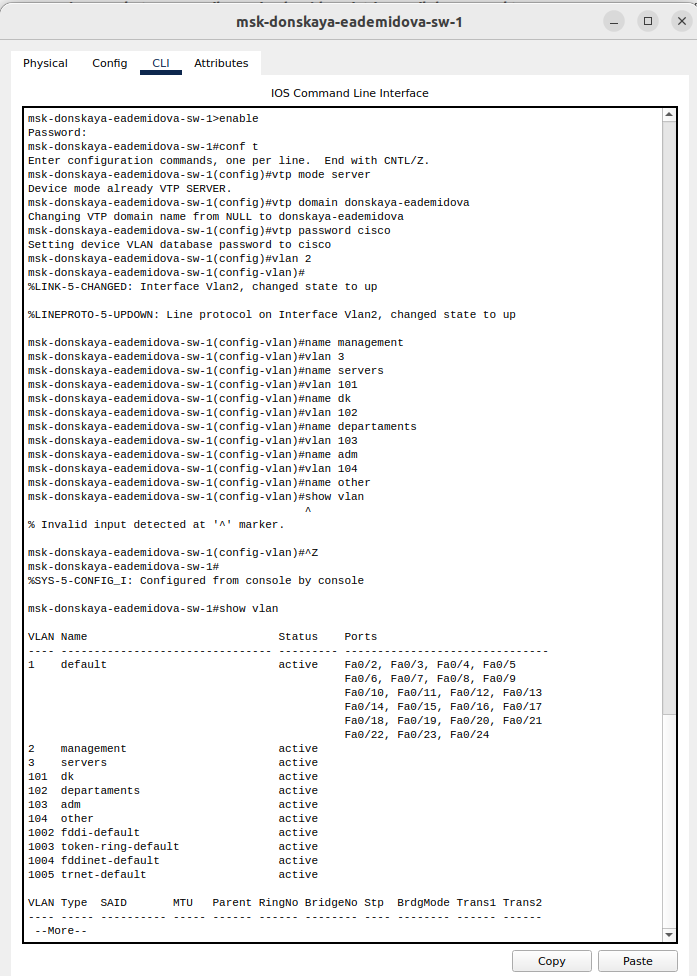 msk-donskaya-eademidova-sw-1
Physical Config CLI Attributes
IOS Command Line Interface
msk-donskaya-eademidova-sw-1>enable
Password:
msk-donskaya-eademidova-sw-1#conf t
Enter configuration commands, one per line.  End with CNTL/Z.
msk-donskaya-eademidova-sw-1(config)#vtp mode server
Device mode already VTP SERVER.
msk-donskaya-eademidova-sw-1(config)#vtp domain donskaya-eademidova
Changing VTP domain name from NULL to donskaya-eademidova
msk-donskaya-eademidova-sw-1(config)#vtp password cisco
Setting device VLAN database password to cisco
msk-donskaya-eademidova-sw-1(config)#vlan 2
msk-donskaya-eademidova-sw-1(config-vlan)#
%LINK-5-CHANGED: Interface Vlan2, changed state to up
%LINEPROTO-5-UPDOWN: Line protocol on Interface Vlan2, changed state to up
msk-donskaya-eademidova-sw-1(config-vlan)#name management
msk-donskaya-eademidova-sw-1(config-vlan)#vlan 3
msk-donskaya-eademidova-sw-1(config-vlan)#name servers
msk-donskaya-eademidova-sw-1(config-vlan)#vlan 101
msk-donskaya-eademidova-sw-1(config-vlan)#name dk
msk-donskaya-eademidova-sw-1(config-vlan)#vlan 102
msk-donskaya-eademidova-sw-1(config-vlan)#name departaments
msk-donskaya-eademidova-sw-1(config-vlan)#vlan 103
msk-donskaya-eademidova-sw-1(config-vlan)#name adm
msk-donskaya-eademidova-sw-1(config-vlan)#vlan 104
msk-donskaya-eademidova-sw-1(config-vlan)#name other
msk-donskaya-eademidova-sw-1(config-vlan)#show vlan
^
% Invalid input detected at '^' marker.
msk-donskaya-eademidova-sw-1(config-vlan)#^Z
msk-donskaya-eademidova-sw-1#
%SYS-5-CONFIG_I: Configured from console by console
msk-donskaya-eademidova-sw-1#show vlan
VLAN Name                             Status    Ports
---- -------------------------------- --------- -------------------------------
1    default                          active    Fa0/2, Fa0/3, Fa0/4, Fa0/5
Fa0/6, Fa0/7, Fa0/8, Fa0/9
Fa0/10, Fa0/11, Fa0/12, Fa0/13
Fa0/14, Fa0/15, Fa0/16, Fa0/17
Fa0/18, Fa0/19, Fa0/20, Fa0/21
Fa0/22, Fa0/23, Fa0/24
2    management                       active
3    servers                          active
101  dk                               active
102  departaments                     active
103  adm                              active
104  other                            active
1002 fddi-default                     active
1003 token-ring-default               active
1004 fddinet-default                  active
1005 trnet-default                    active
VLAN Type  SAID       MTU   Parent RingNo BridgeNo Stp  BrdgMode Trans1 Trans2
---- ----- ---------- ----- ------ ------ -------- ---- -------- ------ ------
--More--
Copy Paste